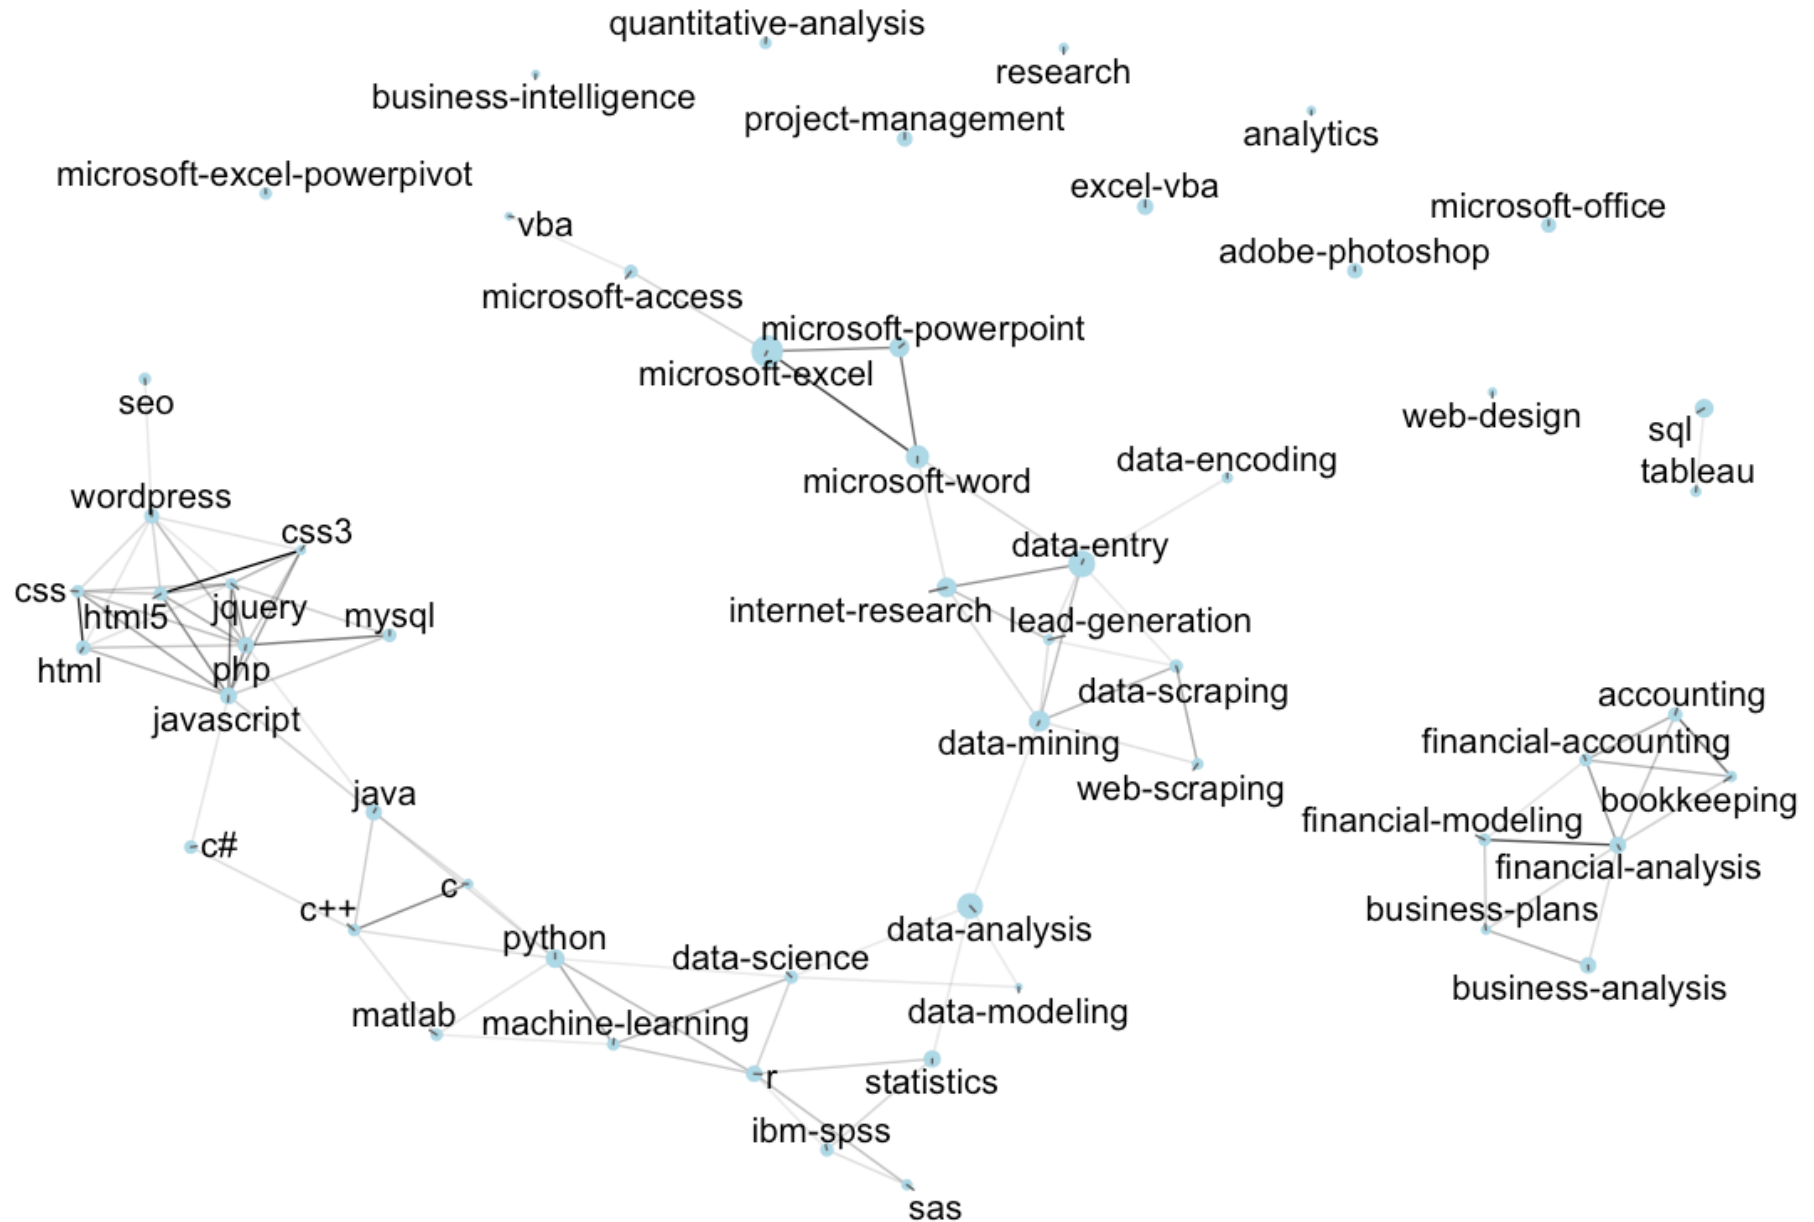 quantitative-analysis
research
business-intelligence
project-management
analytics
microsoft-excel-powerpivot
excel-vba
microsoft-office
vba
adobe-photoshop
microsoft-access
microsoft-powerpoint
microsoft-excel
seo
web-design
sql
data-encoding
tableau
microsoft-word
wordpress
css3
data-entry
css
html5
jquery
mysql
internet-research
lead-generation
html
php
data-scraping
accounting
javascript
data-mining
financial-accounting
web-scraping
java
bookkeeping
financial-modeling
c#
financial-analysis
c
c++
business-plans
python
data-analysis
data-science
business-analysis
matlab
machine-learning
data-modeling
r
statistics
ibm-spss
sas